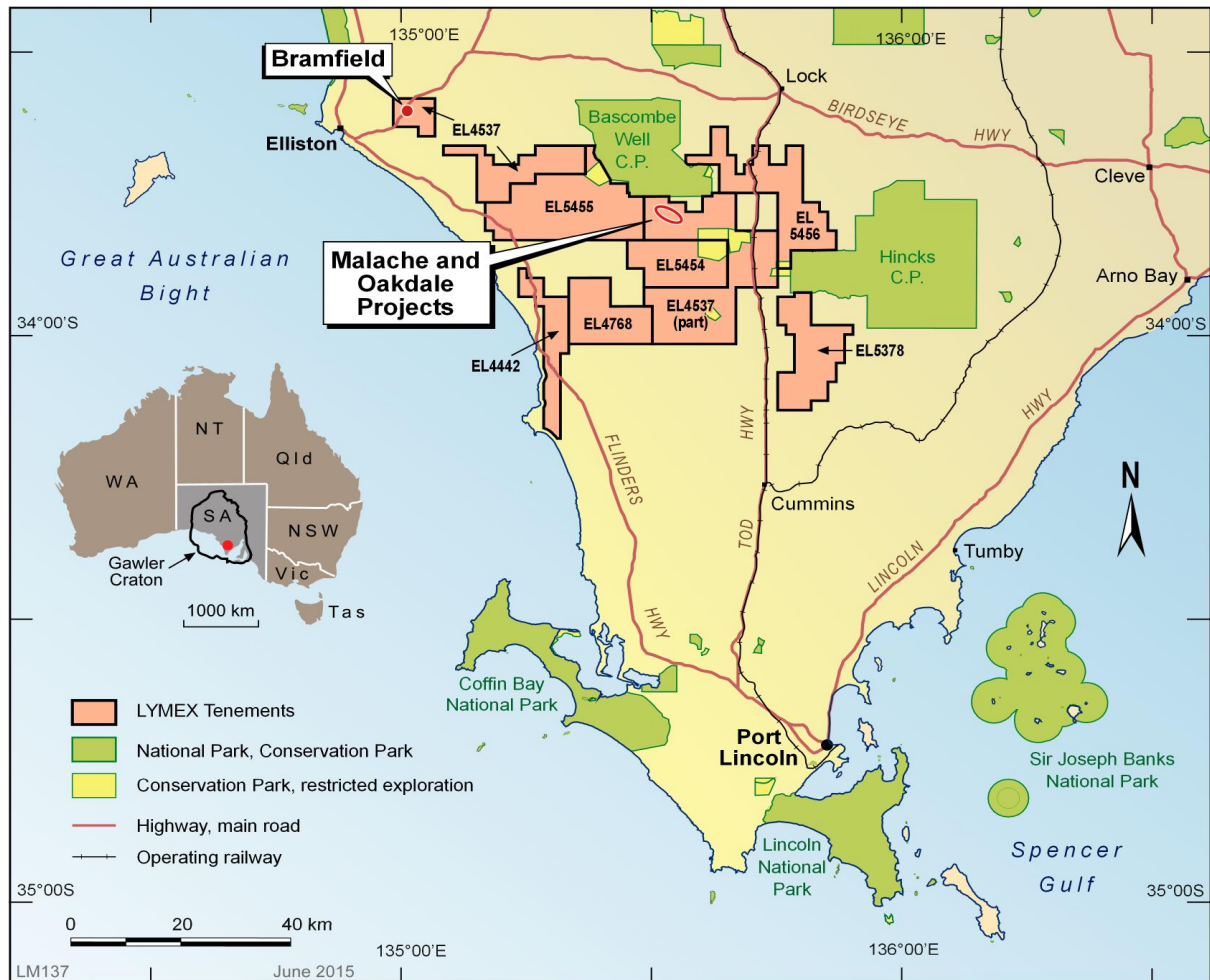 135°00'E
136°00'E
Bramfield
Lock
BIRDSEYE
HWY
EL4537
Elliston
Bascombe
Well
C.P.
Cleve
EL5455
EL
5456
Great Australian
Bight
Malache and
Oakdale
Projects
EL5454
Hincks
C.P.
Arno Bay
EL4537
(part)
34°00'S
34°00'S
EL4768
EL4442
EL5378
HWY
FLINDERS
HWY
TOD
Cummins
LINCOLN
HWY
N
Tumby
WA
NT
Qld
SA
NSW
Vic
Tas
Gawler
Craton
1000 km
Coffin Bay
National Park
Port
Lincoln
Sir Joseph Banks
National Park
Lincoln
National
Park
Spencer
Gulf
LYMEX Tenements
National Park, Conservation Park
Conservation Park, restricted exploration
Highway, main road
Operating railway
35°00'S
35°00'S
0 20 40 km
135°00'E
136°00'E
LM137
June 2015